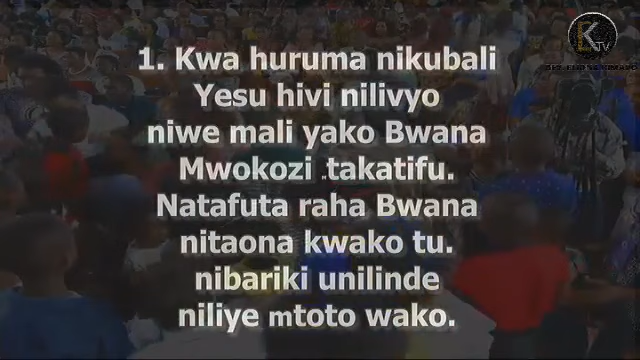 1. Kwa huruma nikubali
Yesu hivi nilivyo
niwe mali yako Bwana
Mwokozi .takatifu.
Natafuta raha Bwana
nitaona kwako tu.
nibariki unilinde
niliye mtoto wako.
K TV